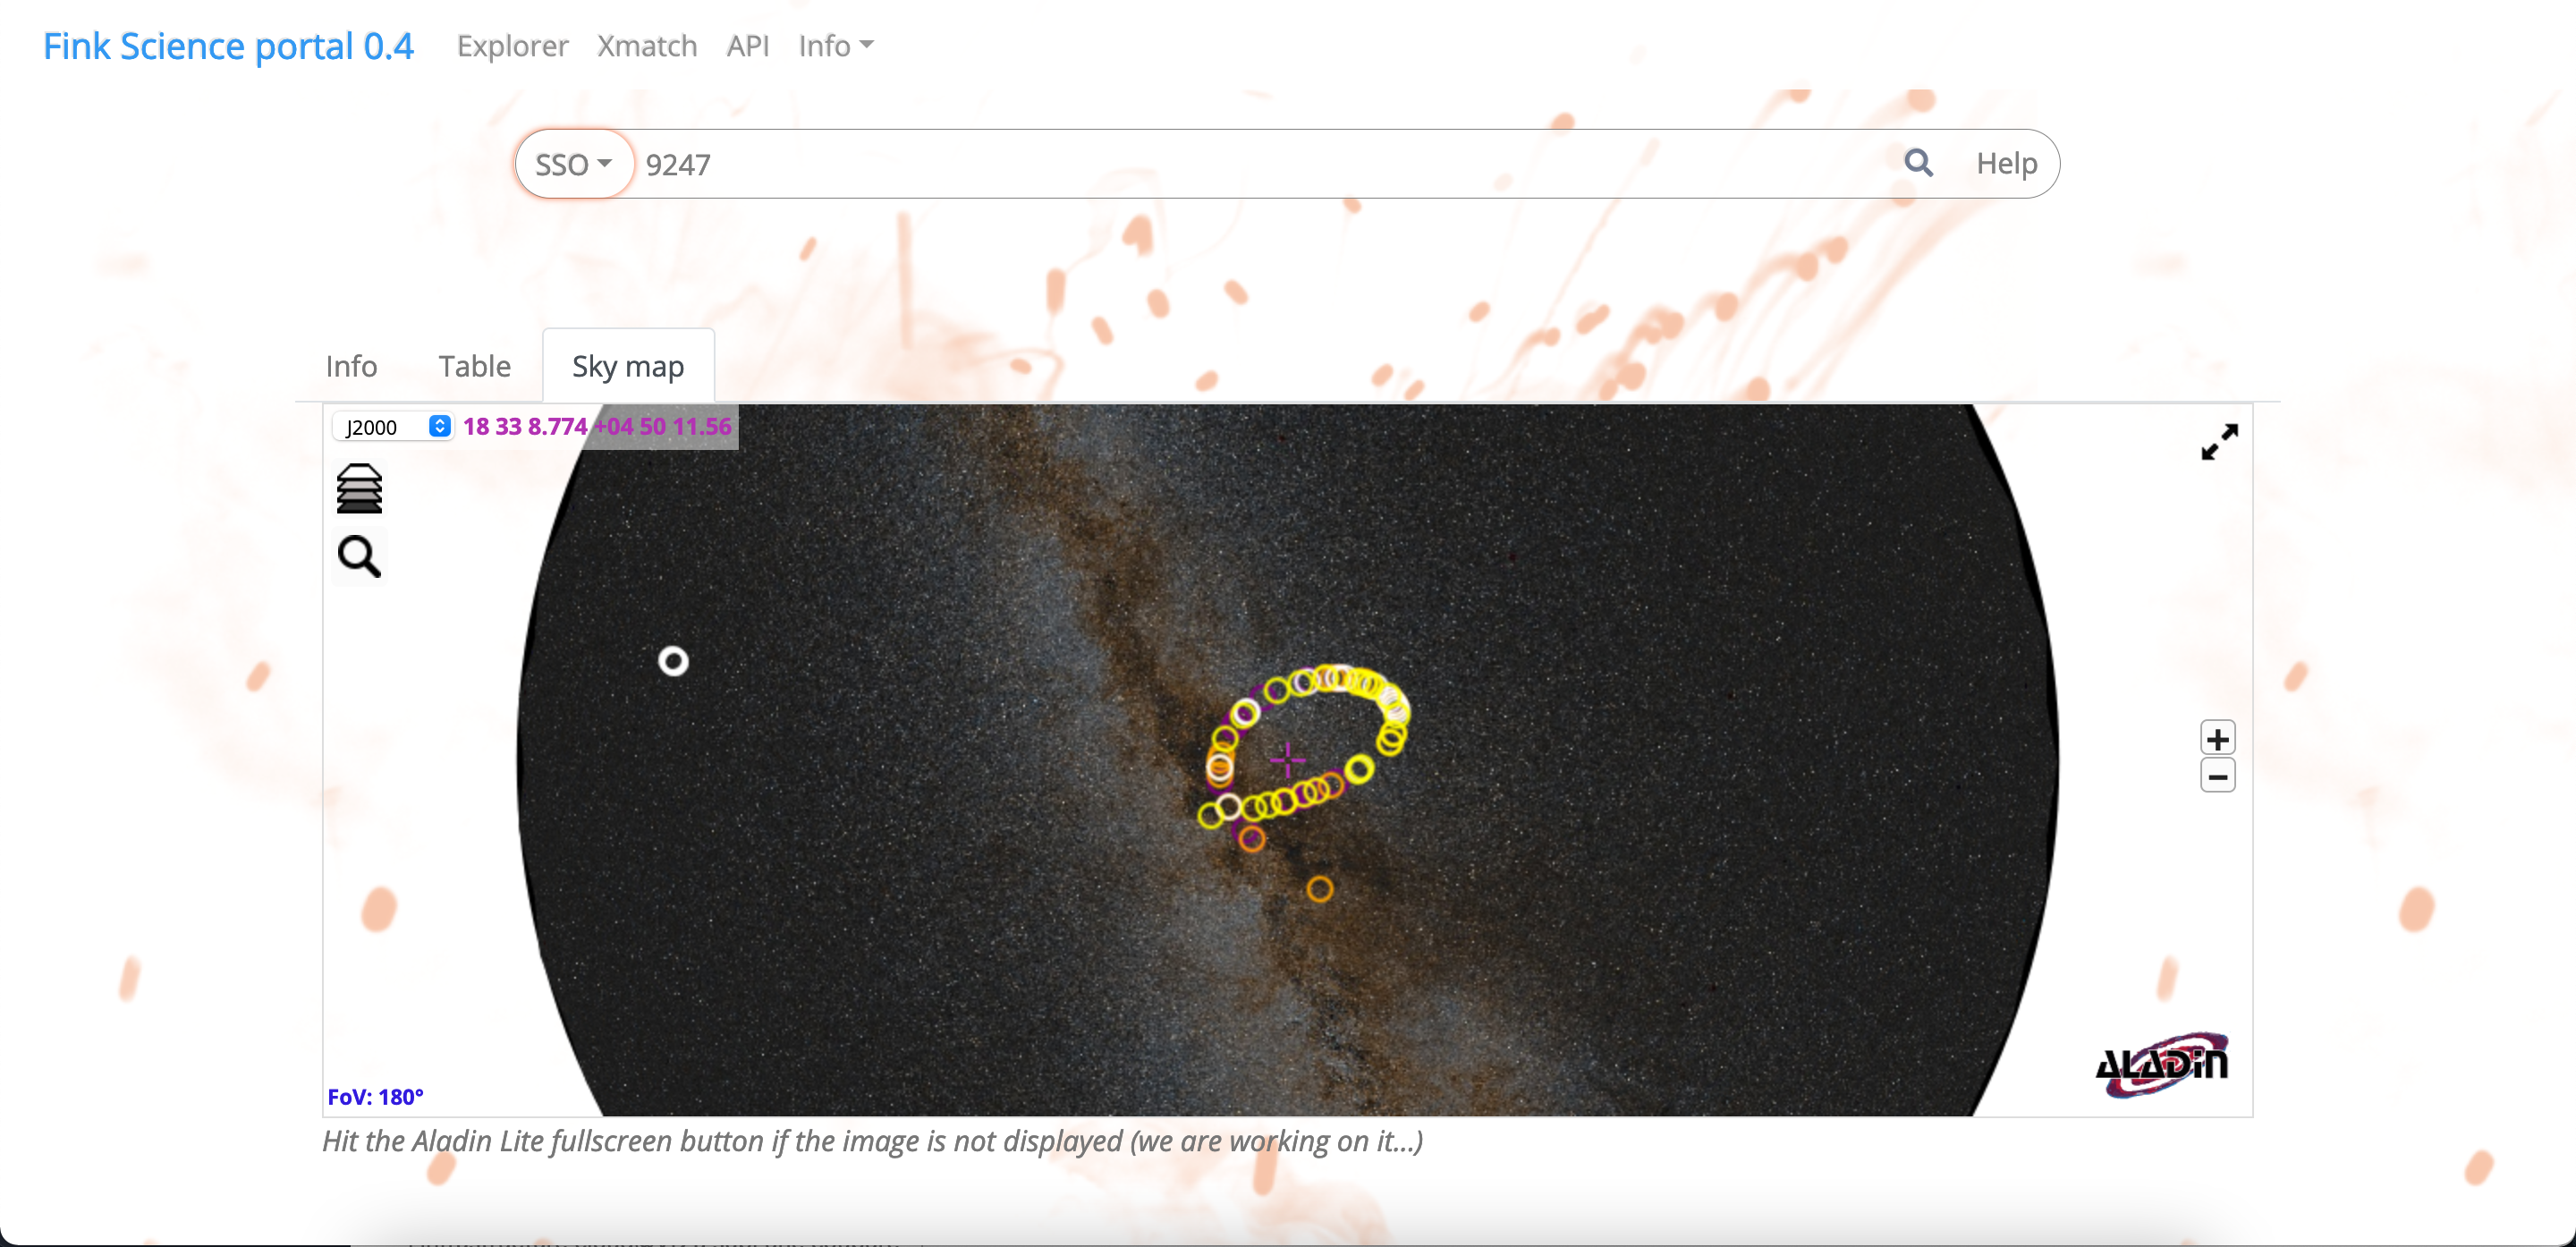 Fink Science portal 0.4 Explorer Xmatch API Info
SSO 9247 Help
Info Table Sky map
J2000 18 33 8.774 +04 50 11.56
FoV: 180°
ALADiN
Hit the Aladin Lite fullscreen button if the image is not displayed (we are working on it...)